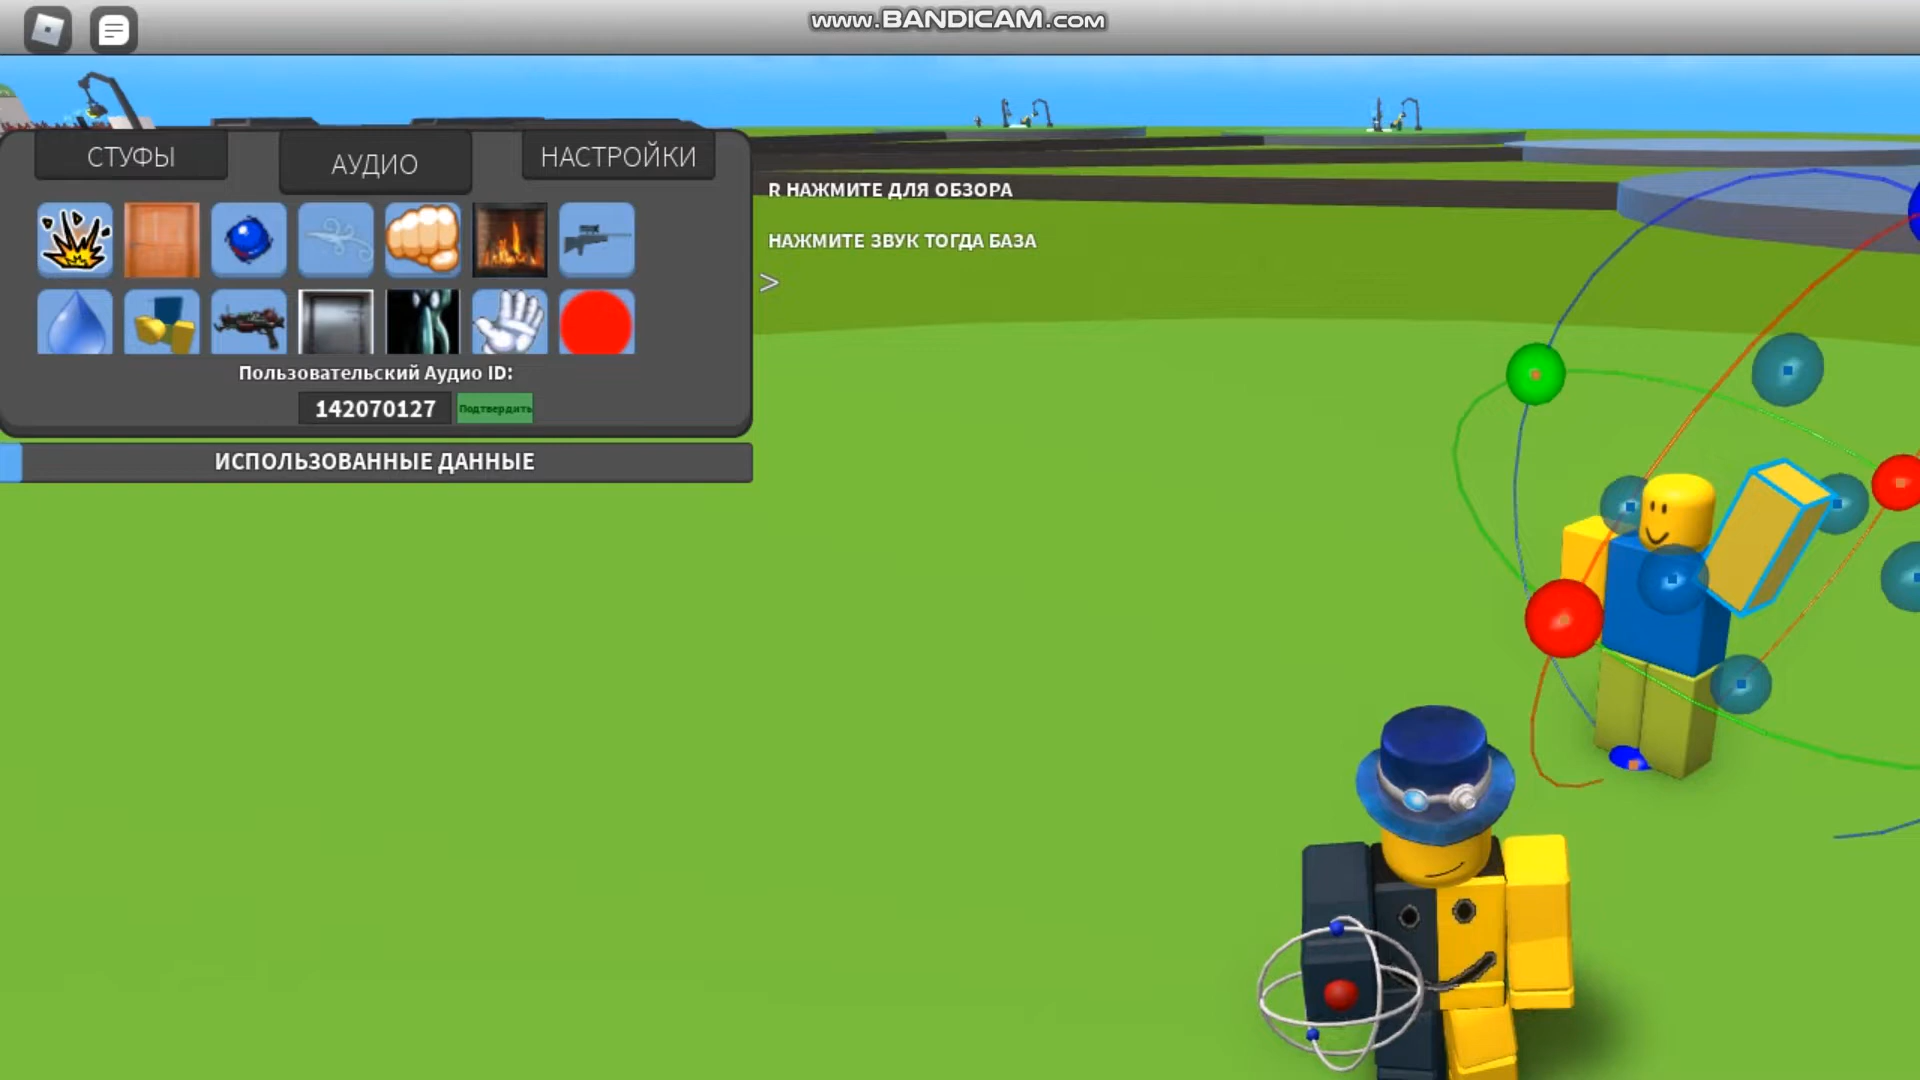 www.BANDICAM.com
СТУФЫ
АУДИО
НАСТРОЙКИ
R НАЖМИТЕ ДЛЯ ОБЗОРА
НАЖМИТЕ ЗВУК ТОГДА БАЗА
>
Пользовательский Аудио ID:
142070127
Подтвердить
ИСПОЛЬЗОВАННЫЕ ДАННЫЕ